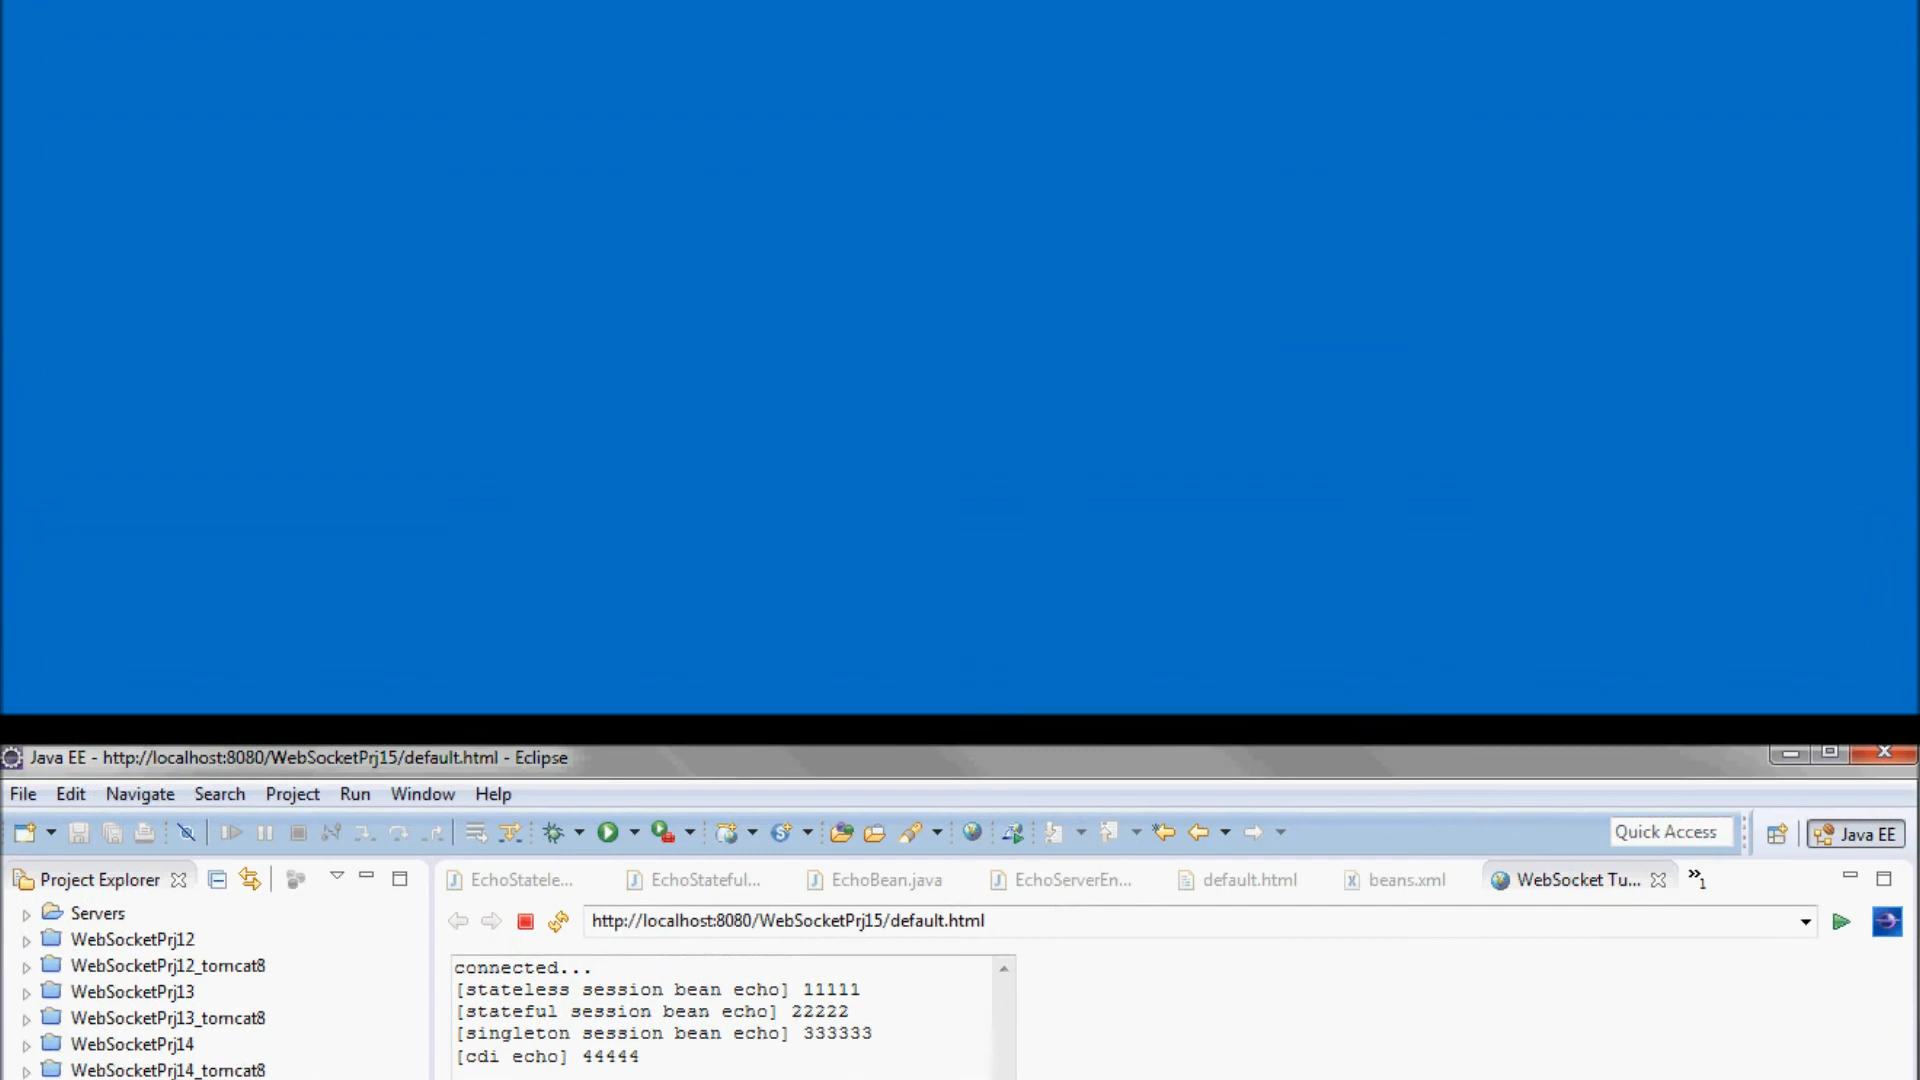 Java EE - http://localhost:8080/WebSocketPrj15/default.html - Eclipse
File Edit Navigate Search Project Run Window Help
Quick Access
Java EE
Project Explorer
EchoStatele...
EchoStateful...
EchoBean.java
EchoServerEn...
default.html
beans.xml
WebSocket Tu...
1
Servers
WebSocketPrj12
WebSocketPrj12_tomcat8
WebSocketPrj13
WebSocketPrj13_tomcat8
WebSocketPrj14
WebSocketPrj14_tomcat8
http://localhost:8080/WebSocketPrj15/default.html
connected...
[stateless session bean echo] 11111
[stateful session bean echo] 22222
[singleton session bean echo] 333333
[cdi echo] 44444